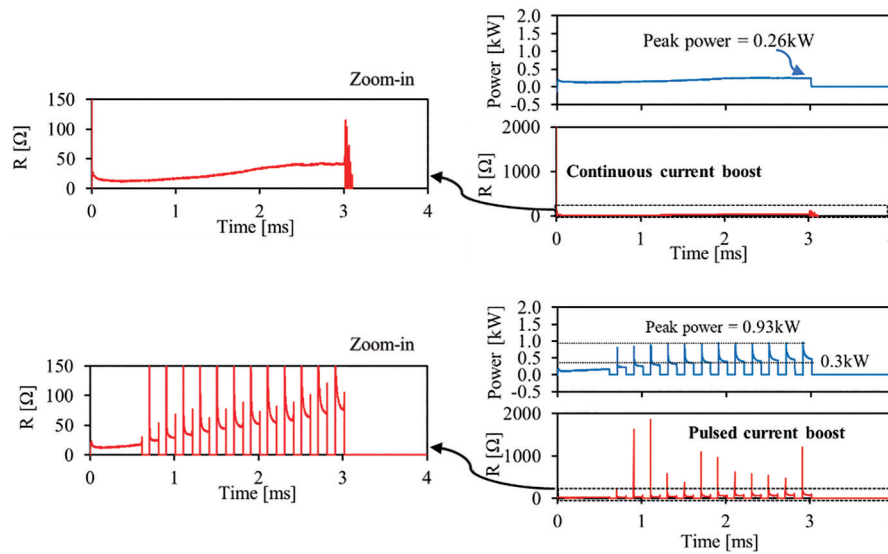 Zoom-in
R [Ω]
150
100
50
0
0 1 2 3 4
Time [ms]
Power [kW]
2.0
1.5
1.0
0.5
0.0
-0.5
Peak power = 0.26kW
R [Ω]
2000
1000
0
Continuous current boost
0 1 2 3
Time [ms]
Zoom-in
R [Ω]
150
100
50
0
0 1 2 3 4
Time [ms]
Power [kW]
2.0
1.5
1.0
0.5
0.0
-0.5
Peak power = 0.93kW
0.3kW
R [Ω]
2000
1000
0
Pulsed current boost
0 1 2 3
Time [ms]